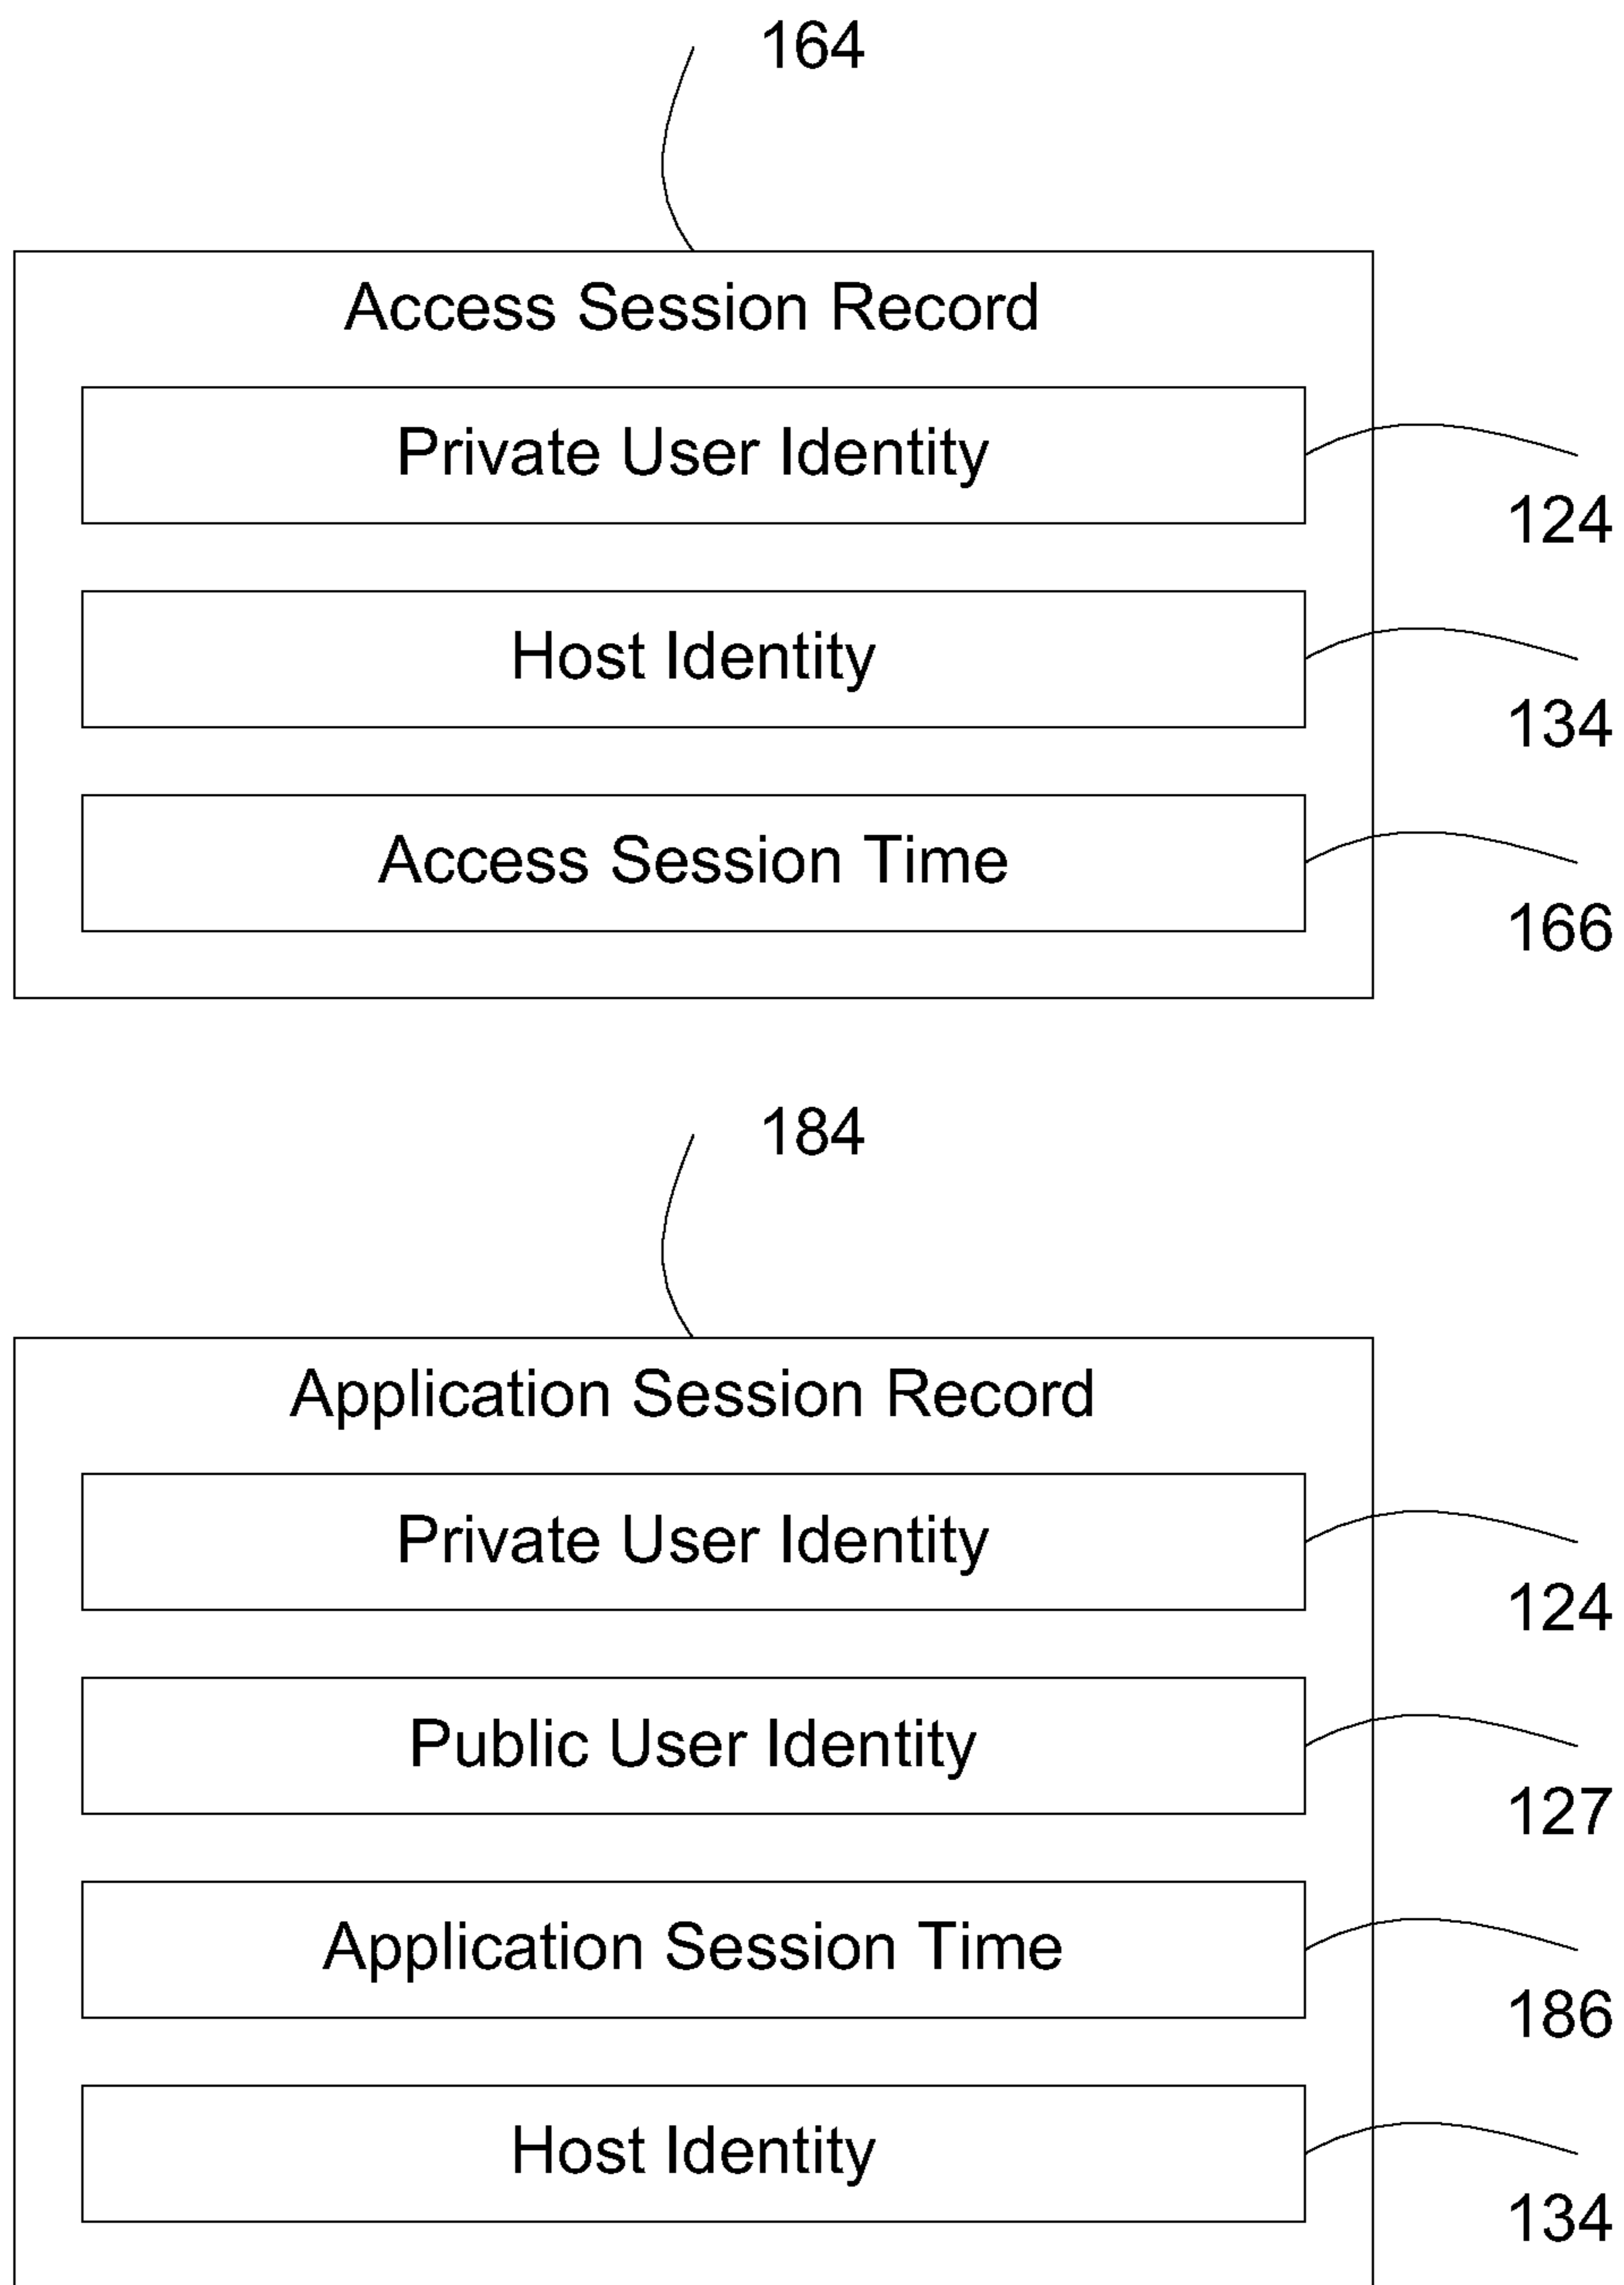 164
Access Session Record
Private User Identity
124
Host Identity
134
Access Session Time
166
184
Application Session Record
Private User Identity
124
Public User Identity
127
Application Session Time
186
Host Identity
134